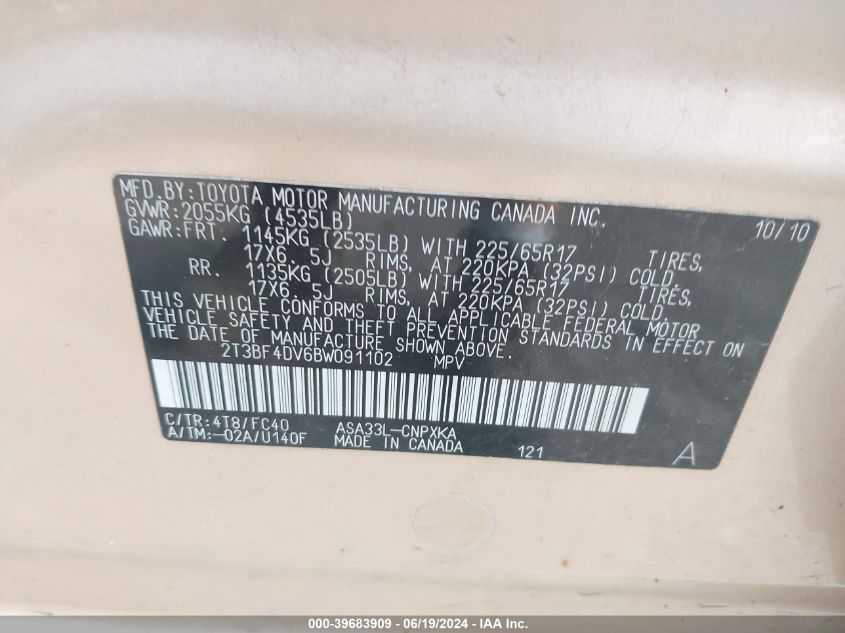 MFD.BY:TOYOTA MOTOR MANUFACTURING CANADA INC. 10/10
GVWR:2055KG (4535LB)
GAWR:FRT. 1145KG (2535LB) WITH 225/65R17 TIRES,
17X6. 5J RIMS, AT 220KPA (32PSI) COLD.
RR. 1135KG (2505LB) WITH 225/65R17 TIRES,
17X6. 5J RIMS, AT 220KPA (32PSI) COLD.
THIS VEHICLE CONFORMS TO ALL APPLICABLE FEDERAL MOTOR
VEHICLE SAFETY AND THEFT PREVENTION STANDARDS IN EFFECT ON
THE DATE OF MANUFACTURE SHOWN ABOVE.
2T3BF4DV6BW091102 MPV
C/TR:4T8/FC40 ASA33L-CNPXKA
A/TM:-02A/U140F MADE IN CANADA 121 A
000-39683909 - 06/19/2024 - IAA Inc.